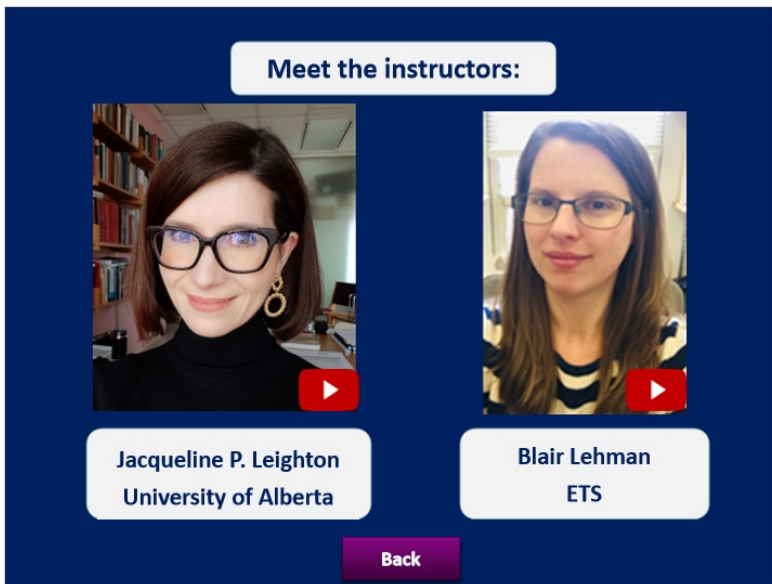 Meet the instructors:
Jacqueline P. Leighton
University of Alberta
Blair Lehman
ETS
Back